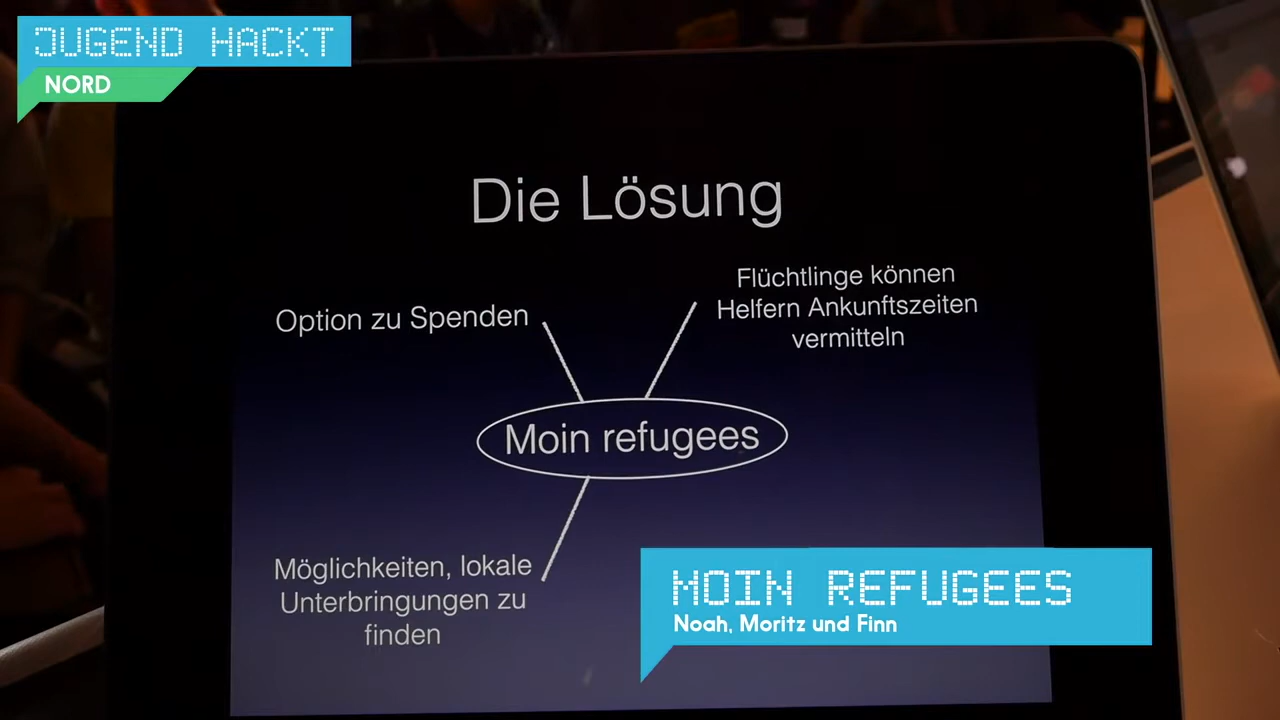 JUGEND HACKT
NORD
Die Lösung
Option zu Spenden
Flüchtlinge können
Helfern Ankunftszeiten
vermitteln
Moin refugees
Möglichkeiten, lokale
Unterbringungen zu
finden
MOIN REFUGEES
Noah, Moritz und Finn